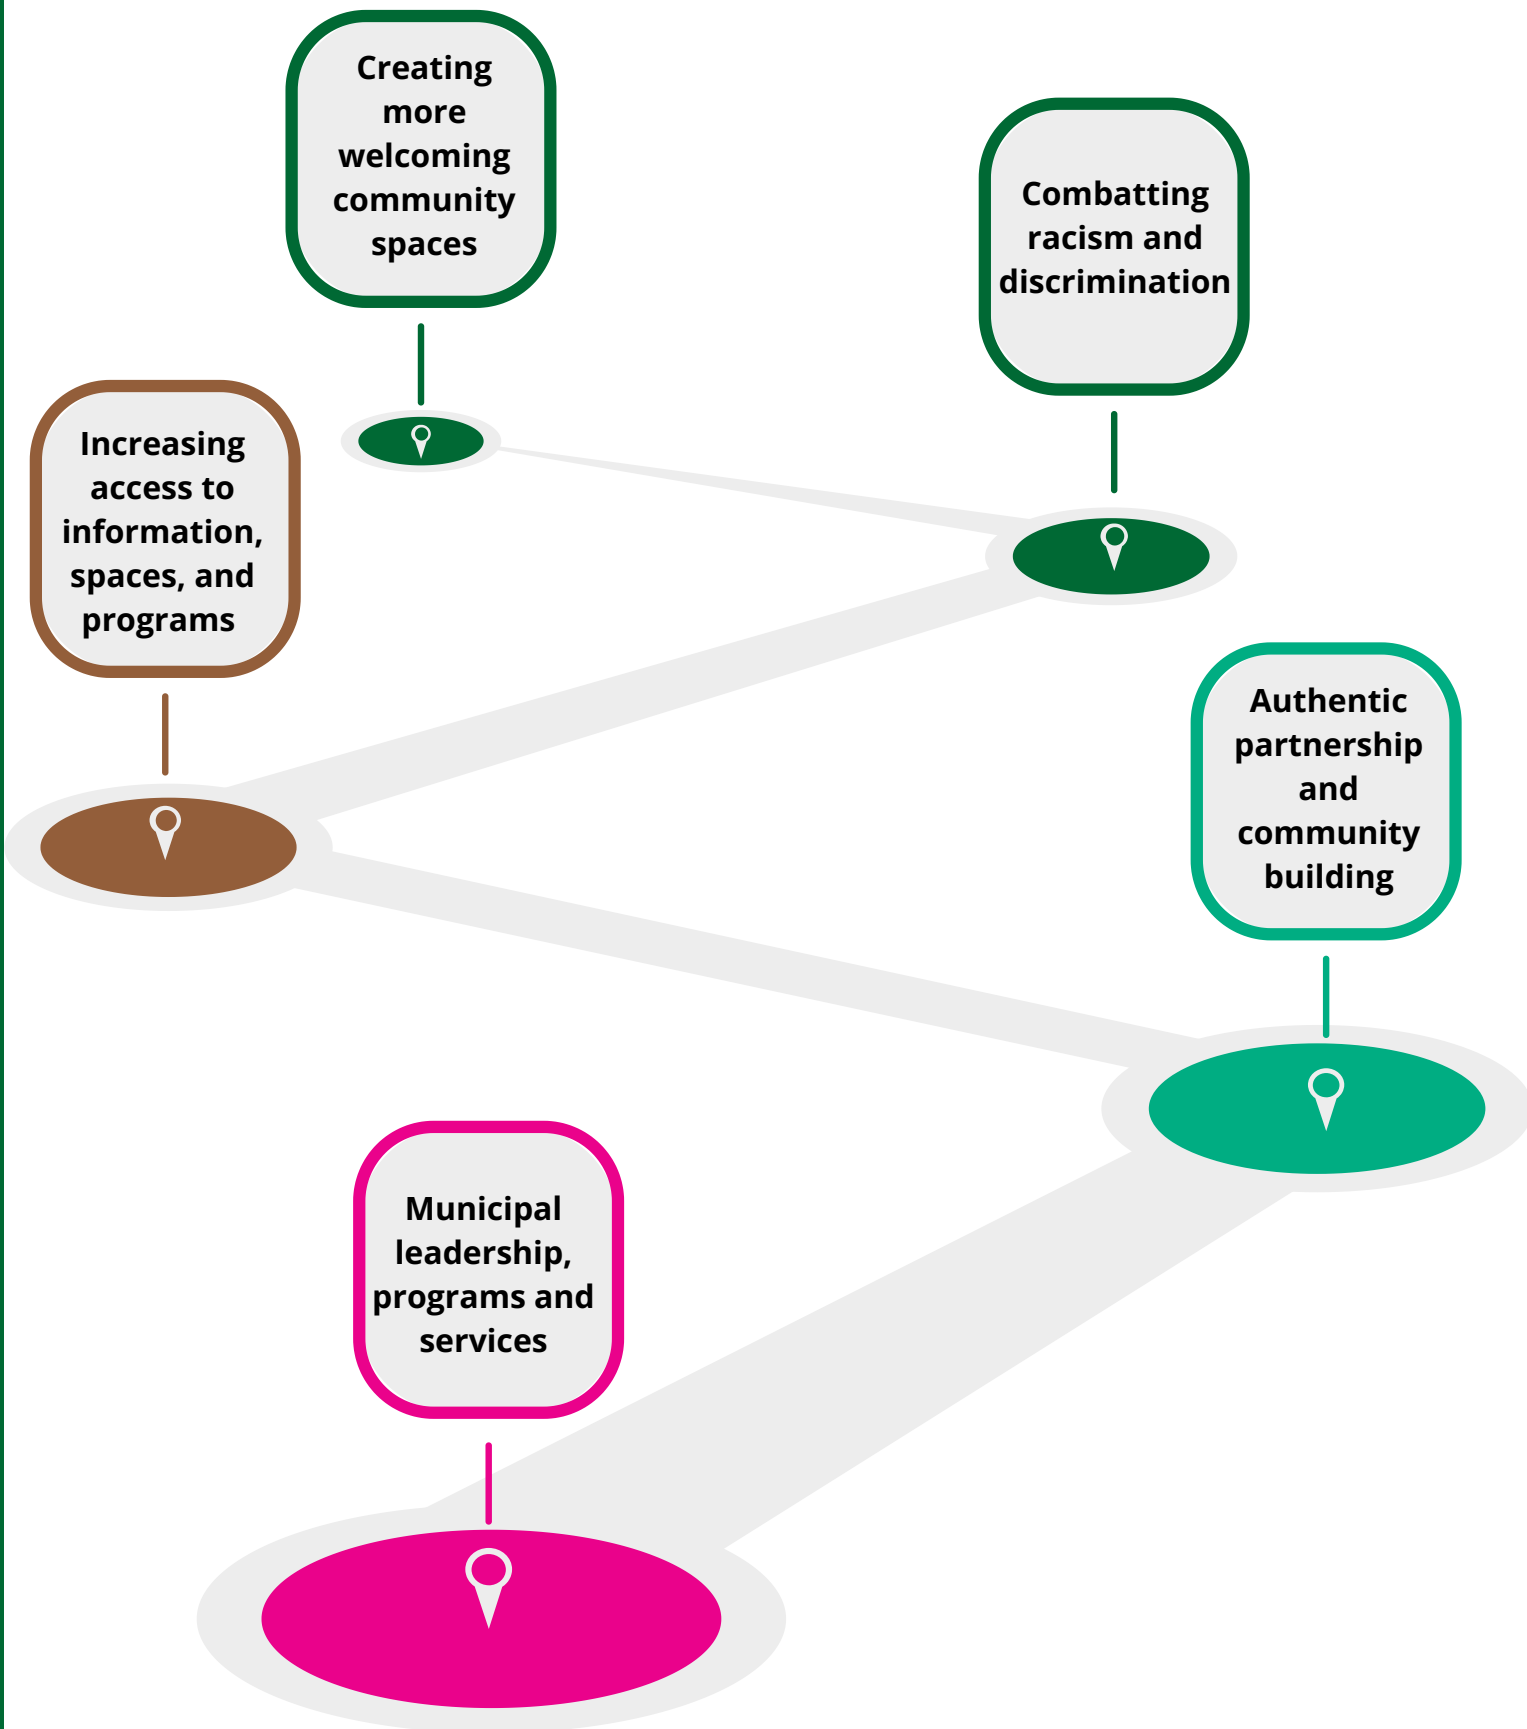 Creating
more
welcoming
community
spaces
Combatting
racism and
discrimination
Increasing
access to
information,
spaces, and
programs
Authentic
partnership
and
community
building
Municipal
leadership,
programs and
services